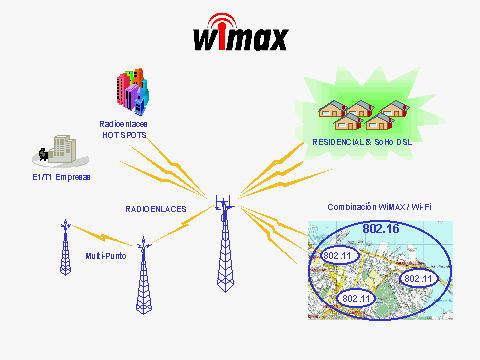 wimax
Radioenlaces
HOT SPOTS
RESIDENCIAL & SoHo DSL
E1/T1 Empresas
RADIOENLACES
Combinación WiMAX / Wi-Fi
802.16
Multi-Punto
802.11
802.11
802.11